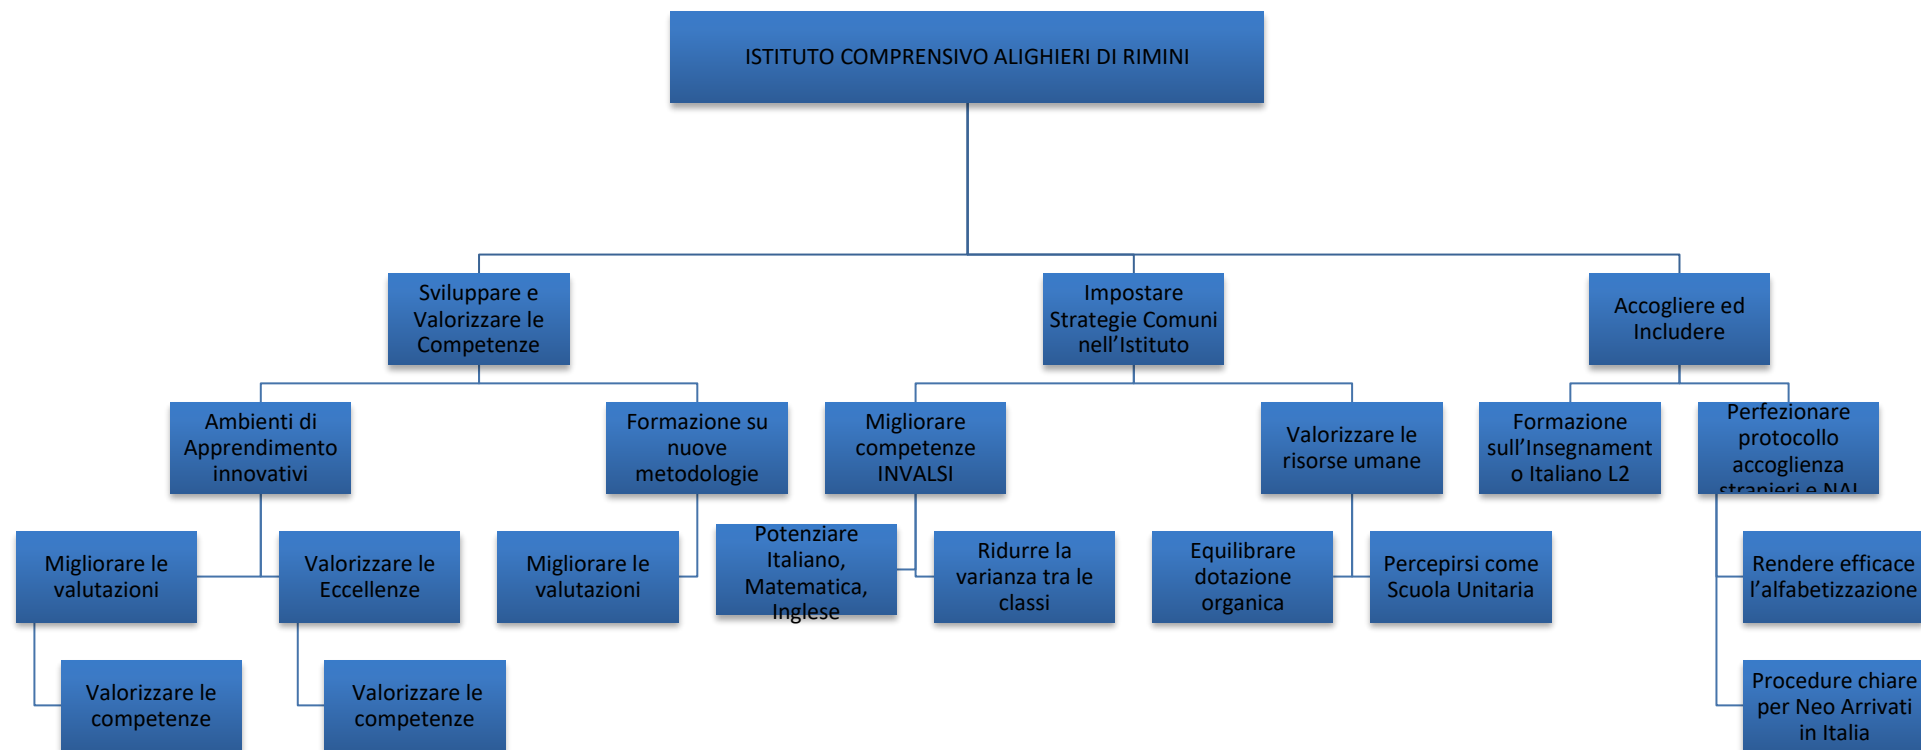 ISTITUTO COMPRENSIVO ALIGHIERI DI RIMINI
Sviluppare e
Valorizzare le
Competenze
Impostare
Strategie Comuni
nell’Istituto
Accogliere ed
Includere
Ambienti di
Apprendimento
innovativi
Formazione su
nuove
metodologie
Migliorare
competenze
INVALSI
Valorizzare le
risorse umane
Formazione
sull’Insegnament
o Italiano L2
Perfezionare
protocollo
accoglienza
stranieri e NAI
Migliorare le
valutazioni
Valorizzare le
Eccellenze
Migliorare le
valutazioni
Potenziare
Italiano,
Matematica,
Inglese
Ridurre la
varianza tra le
classi
Equilibrare
dotazione
organica
Percepirsi come
Scuola Unitaria
Rendere efficace
l’alfabetizzazione
Valorizzare le
competenze
Valorizzare le
competenze
Procedure chiare
per Neo Arrivati
in Italia